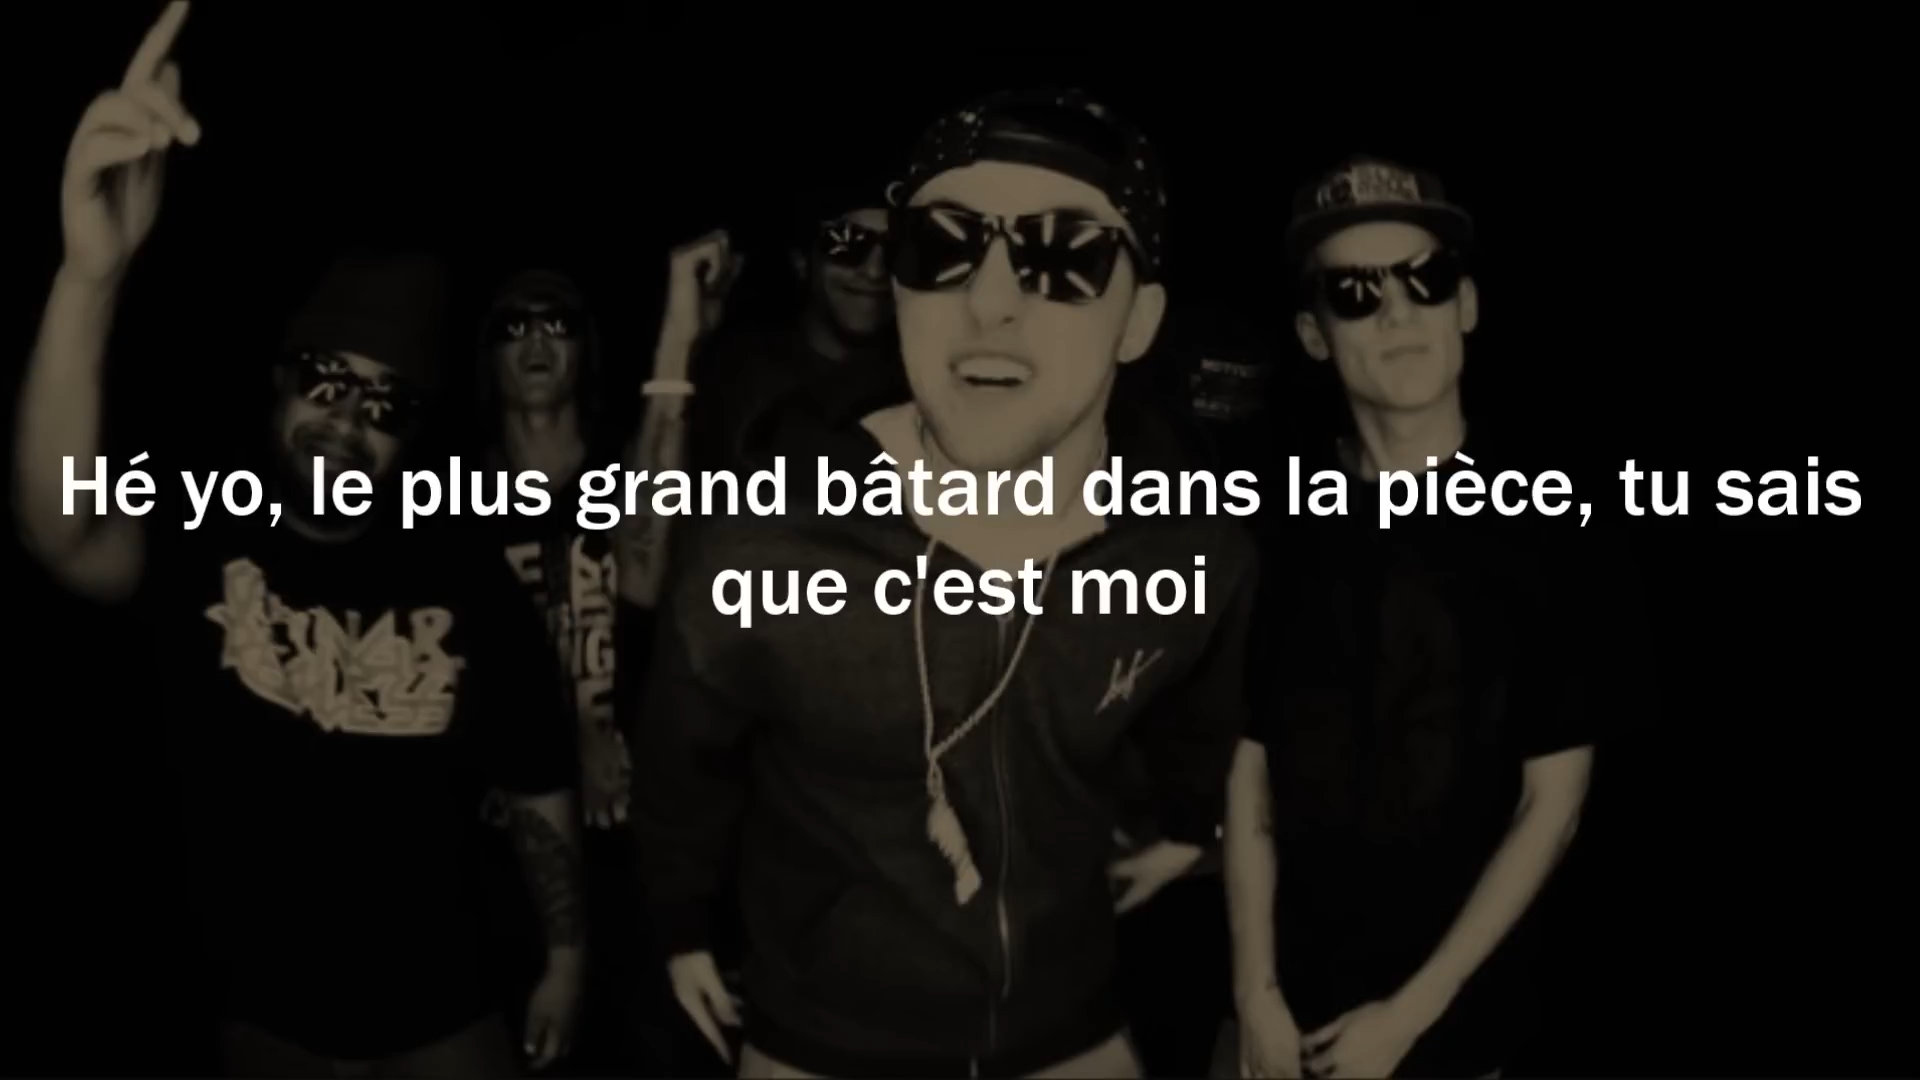 Hé yo, le plus grand bâtard dans la pièce, tu sais
que c'est moi